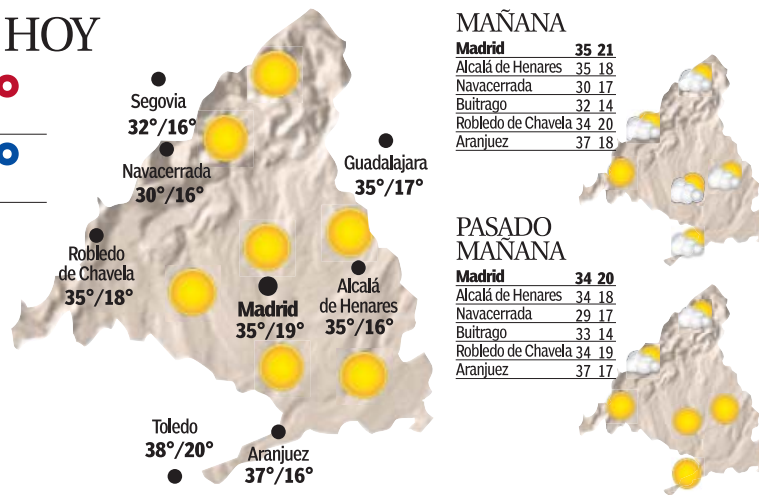 HOY
Segovia
32°/16°
Navacerrada
30°/16°
Guadalajara
35°/17°
Robledo
de Chavela
35°/18°
Madrid
35°/19°
Alcalá
de Henares
35°/16°
Toledo
38°/20°
Aranjuez
37°/16°
MAÑANA
Madrid 35 21
Alcalá de Henares 35 18
Navacerrada 30 17
Buitrago 32 14
Robledo de Chavela 34 20
Aranjuez 37 18
PASADO
MAÑANA
Madrid 34 20
Alcalá de Henares 34 18
Navacerrada 29 17
Buitrago 33 14
Robledo de Chavela 34 19
Aranjuez 37 17